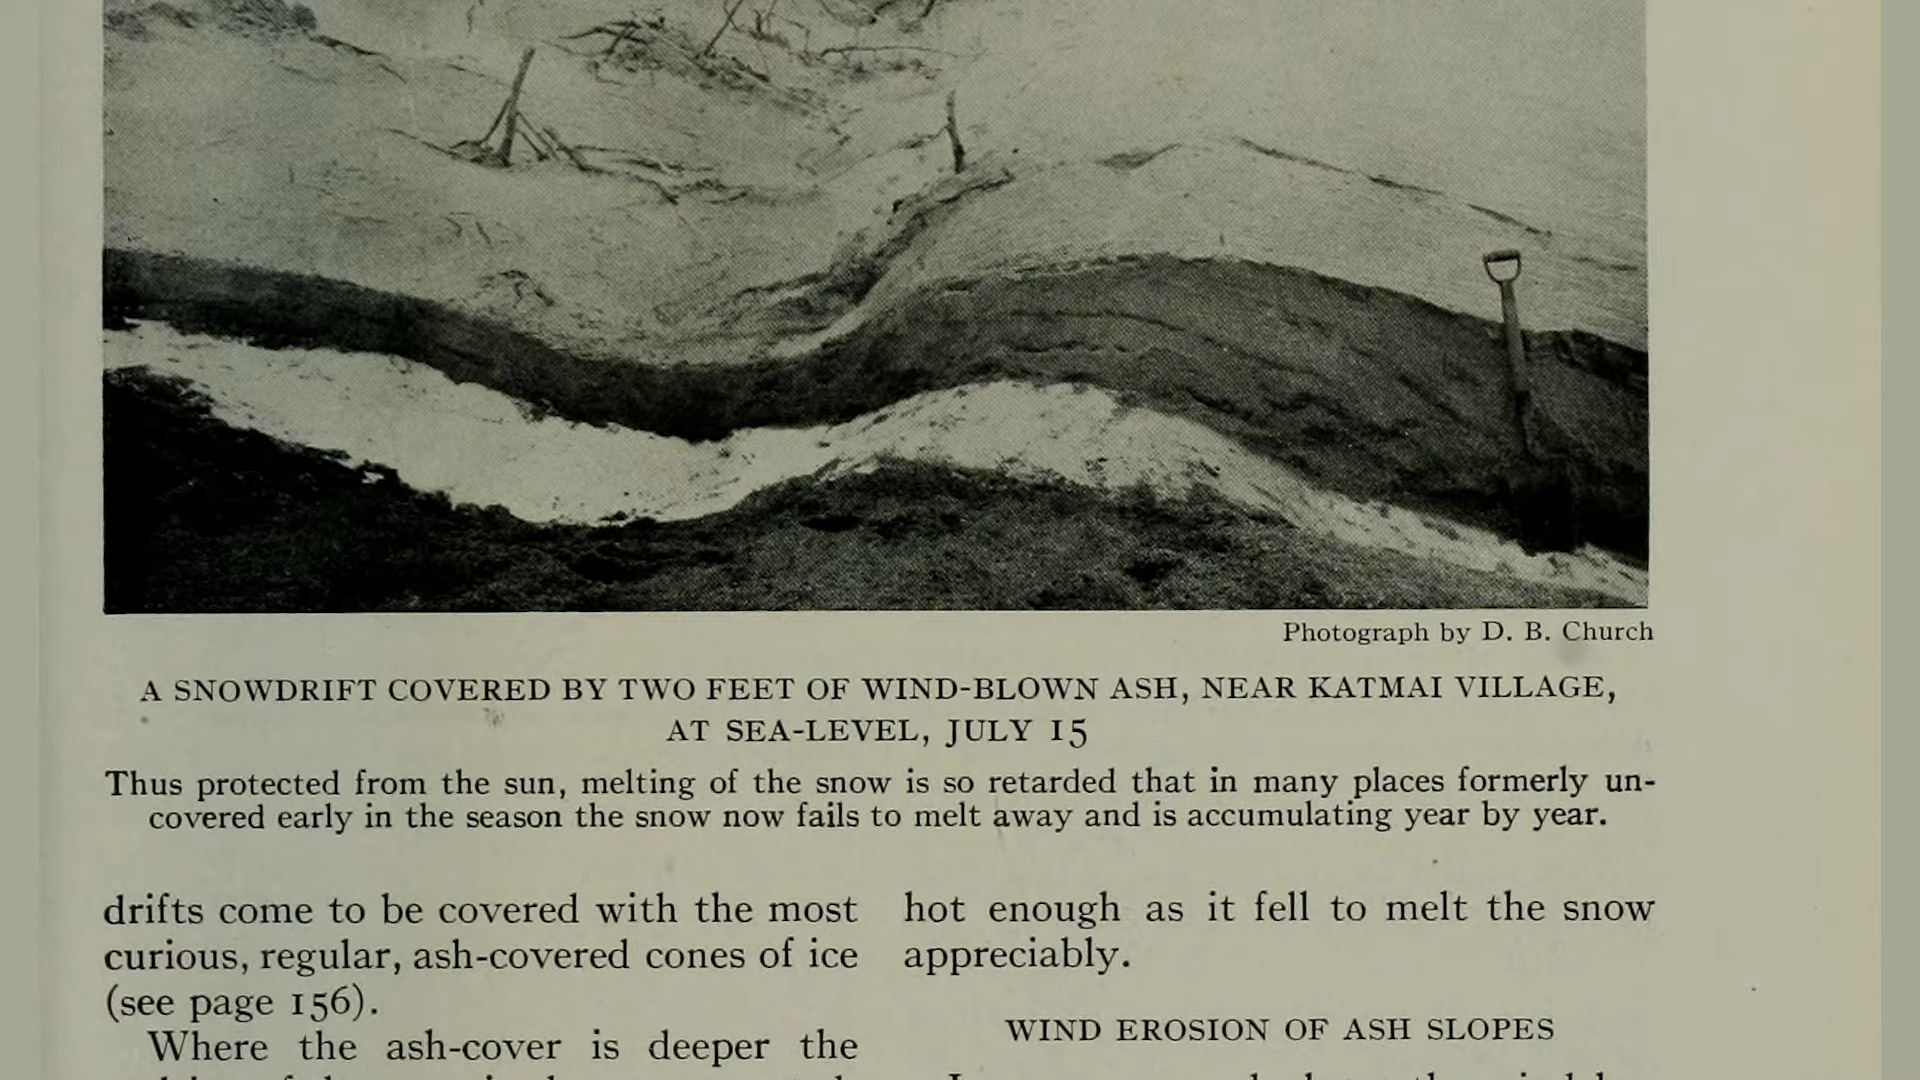 Photograph by D. B. Church
A SNOWDRIFT COVERED BY TWO FEET OF WIND-BLOWN ASH, NEAR KATMAI VILLAGE,
AT SEA-LEVEL, JULY 15
Thus protected from the sun, melting of the snow is so retarded that in many places formerly un-
covered early in the season the snow now fails to melt away and is accumulating year by year.
drifts come to be covered with the most
curious, regular, ash-covered cones of ice
(see page 156).
Where the ash-cover is deeper the
hot enough as it fell to melt the snow
appreciably.
WIND EROSION OF ASH SLOPES